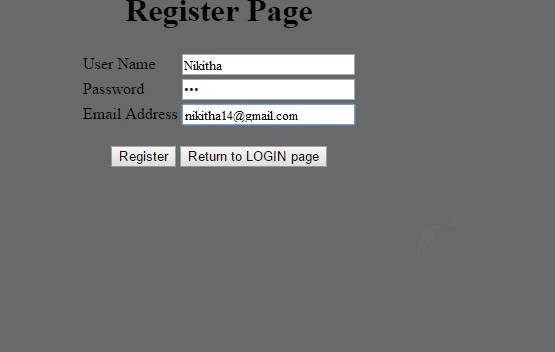 Register Page
User Name Nikitha
Password •••
Email Address nikitha14@gmail.com
Register Return to LOGIN page